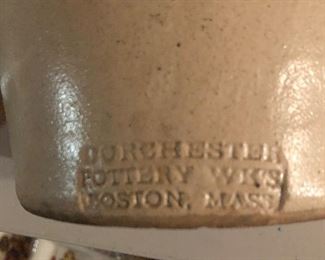 DORCHESTER
POTTERY WKS
BOSTON, MASS